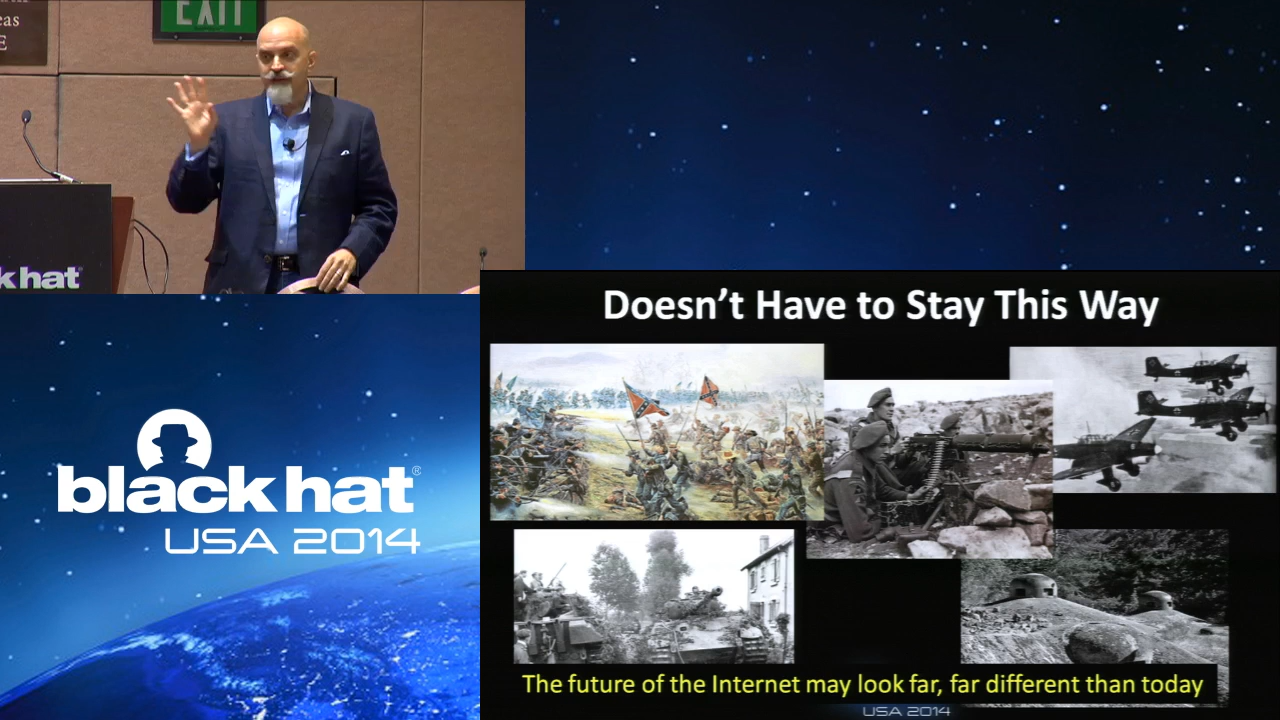 eas
E
EXIT
k hat
Doesn't Have to Stay This Way
black hat®
USA 2014
The future of the Internet may look far, far different than today
USA 2014